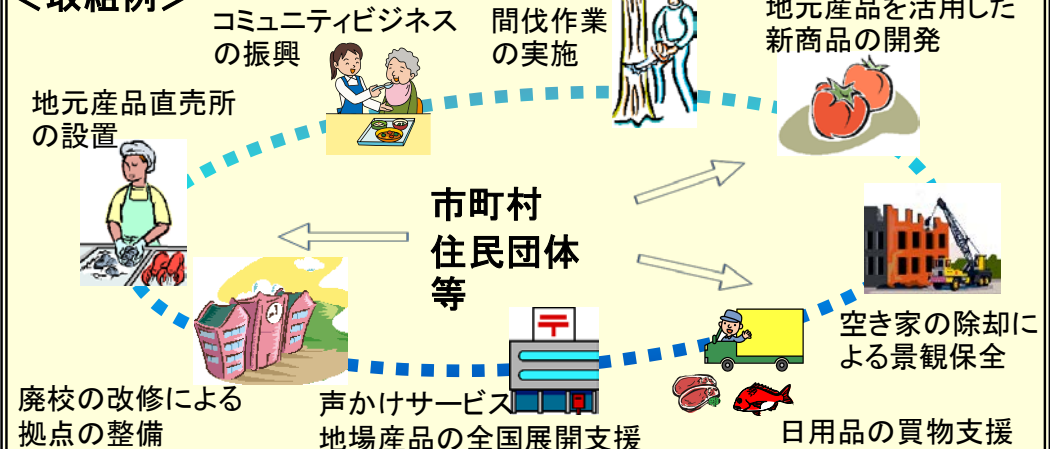 <取組例>
コミュニティビジネス
の振興
間伐作業
の実施
地元産品を活用した
新商品の開発
地元産品直売所
の設置
市町村
住民団体
等
空き家の除却に
よる景観保全
廃校の改修による
拠点の整備
声かけサービス
地場産品の全国展開支援
日用品の買物支援